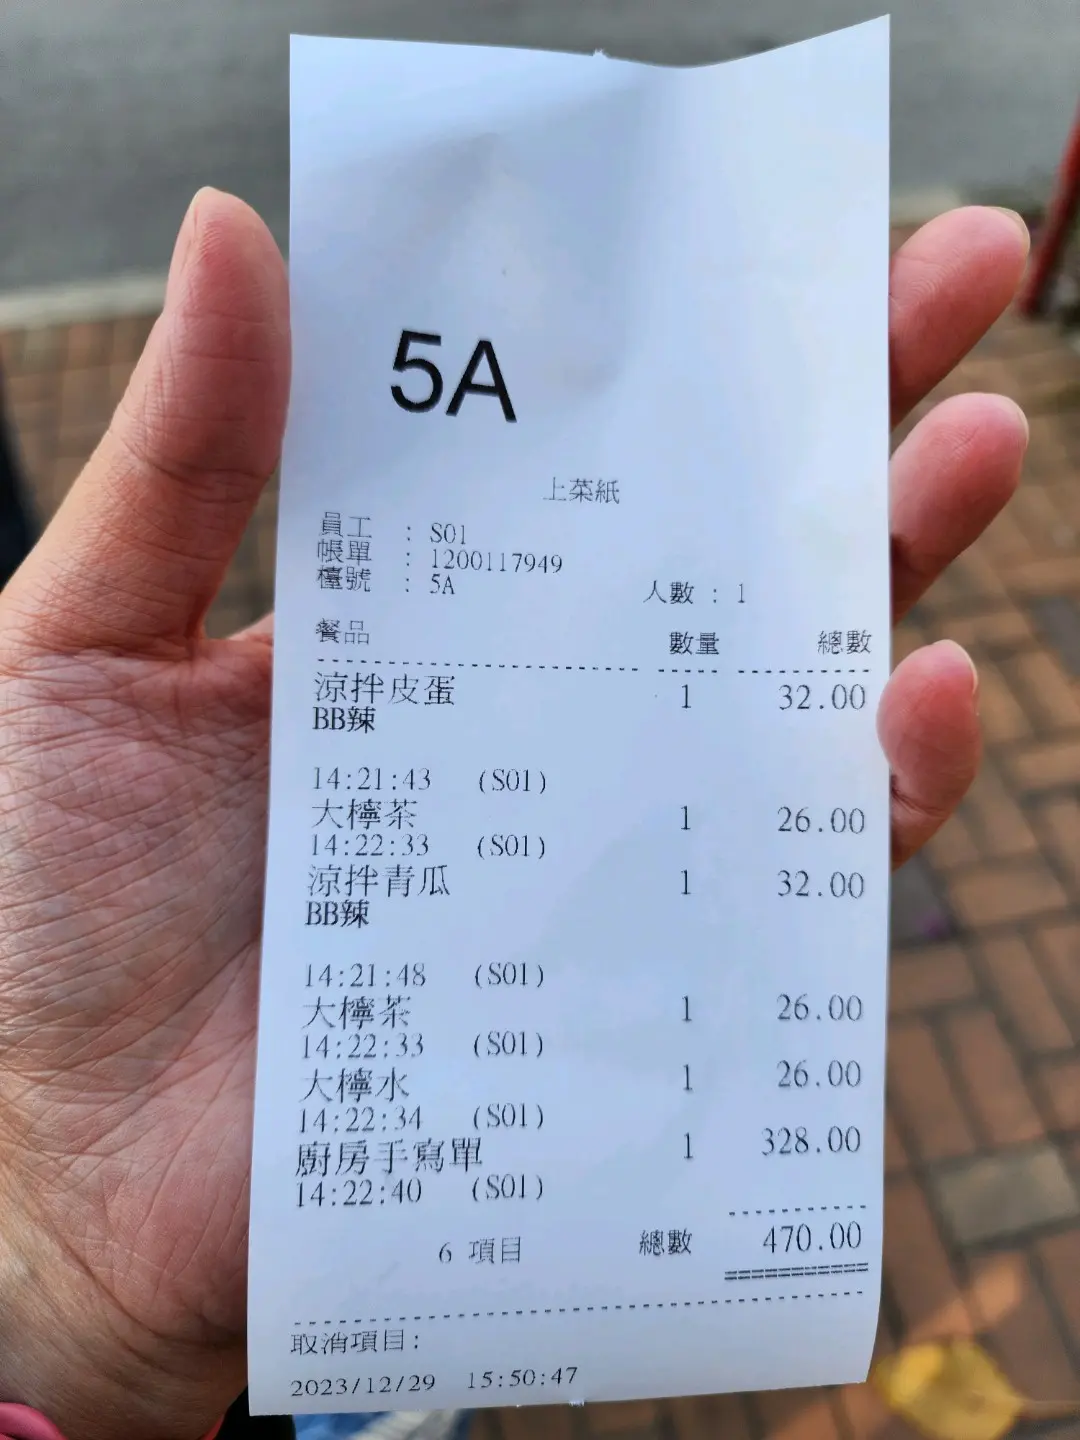 5A
上菜紙
員工 : S01
帳單 : 1200117949
檯號 : 5A 人數 : 1
餐品 數量 總數
涼拌皮蛋 1 32.00
BB辣
14:21:43 (S01)
大檸茶 1 26.00
14:22:33 (S01)
涼拌青瓜 1 32.00
BB辣
14:21:48 (S01)
大檸茶 1 26.00
14:22:33 (S01)
大檸水 1 26.00
14:22:34 (S01)
廚房手寫單 1 328.00
14:22:40 (S01)
6 項目 總數 470.00
取消項目:
2023/12/29 15:50:47